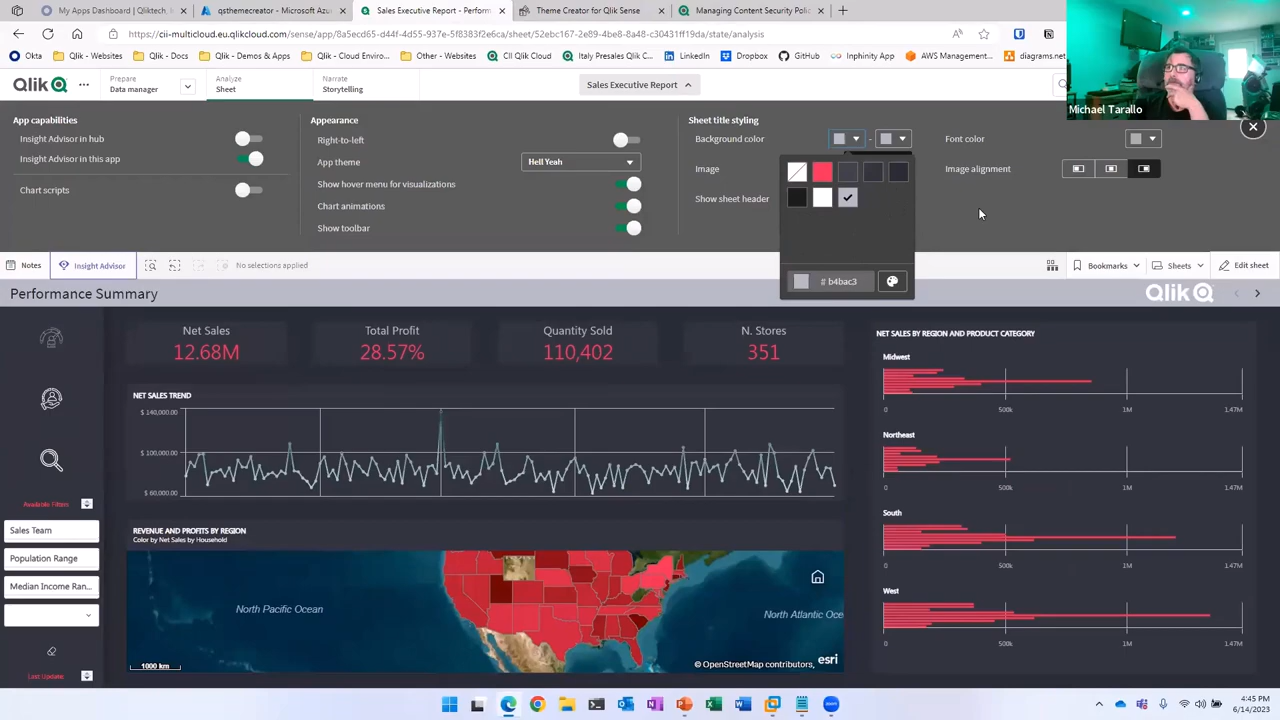 My Apps Dashboard | Qliktech,
qsthemecreator - Microsoft Azure
Sales Executive Report - Perform
Theme Creator for Qlik Sense
Managing Content Security Polic
https://cii-multicloud.eu.qlikcloud.com/sense/app/8a5ecd65-d44f-4d55-937e-5f8383f2e6ca/sheet/52ebc167-2e89-4be8-8a48-c30431ff19da/state/analysis
Okta
Qlik - Websites
Qlik - Docs
Qlik - Demos & Apps
Qlik - Cloud Enviro...
Other - Websites
CII Qlik Cloud
Italy Presales Qlik C...
LinkedIn
Dropbox
GitHub
Inphinity App
AWS Management...
diagrams.net
Michael Tarallo
Qlik
Prepare
Data manager
Analyze
Sheet
Narrate
Storytelling
Sales Executive Report
App capabilities
Insight Advisor in hub
Insight Advisor in this app
Chart scripts
Appearance
Right-to-left
App theme
Hell Yeah
Show hover menu for visualizations
Chart animations
Show toolbar
Sheet title styling
Background color
-
Font color
Image
Image alignment
Show sheet header
# b4bac3
Notes
Insight Advisor
No selections applied
Bookmarks
Sheets
Edit sheet
Performance Summary
Qlik
Net Sales
12.68M
Total Profit
28.57%
Quantity Sold
110,402
N. Stores
351
NET SALES TREND
$ 140,000.00
$ 100,000.00
$ 60,000.00
REVENUE AND PROFITS BY REGION
Color by Net Sales by Household
North Pacific Ocean
North Atlantic Oce
1000 km
© OpenStreetMap contributors,
esri
NET SALES BY REGION AND PRODUCT CATEGORY
Midwest
0 500k 1M 1.47M
Northeast
0 500k 1M 1.47M
South
0 500k 1M 1.47M
West
0 500k 1M 1.47M
Available Filters
Sales Team
Population Range
Median Income Ran...
Last Update:
4:45 PM
6/14/2023